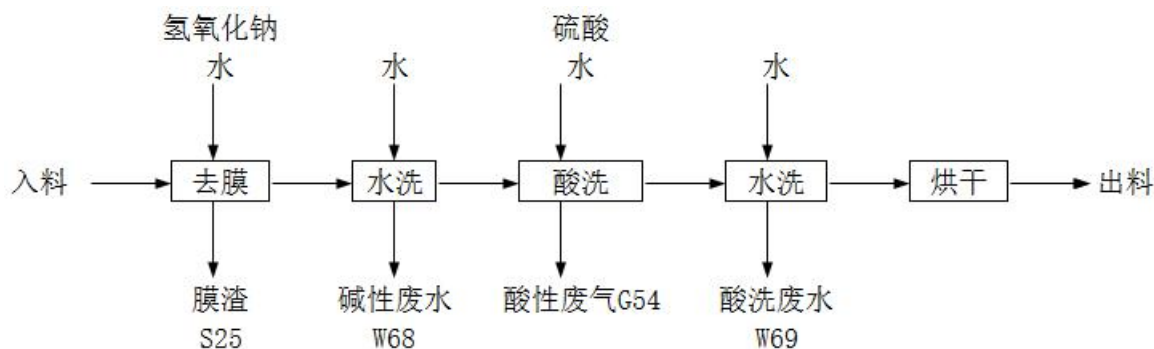 氢氧化钠 硫酸
水 水 水 水
入料 去膜 水洗 酸洗 水洗 烘干 出料
膜渣 碱性废水 酸性废气G54 酸洗废水
S25 W68 W69